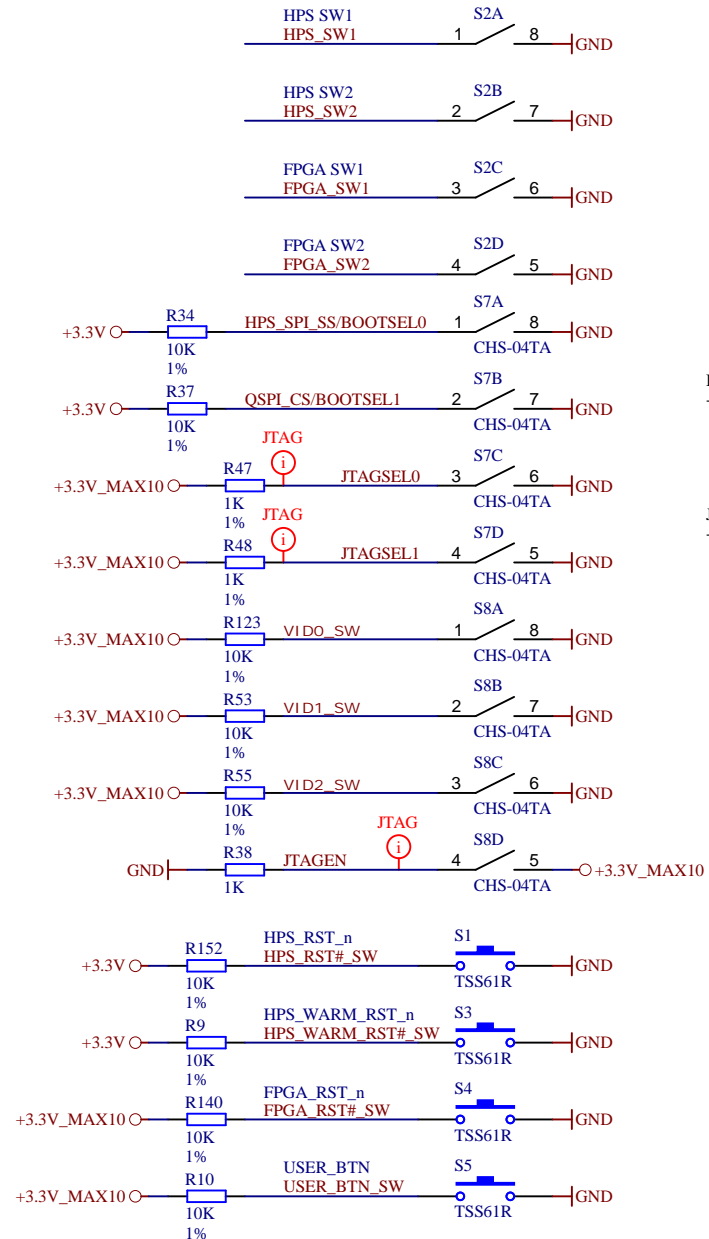 HPS SW1
HPS_SW1
S2A
1
8
GND
HPS SW2
HPS_SW2
S2B
2
7
GND
FPGA SW1
FPGA_SW1
S2C
3
6
GND
FPGA SW2
FPGA_SW2
S2D
4
5
GND
+3.3V
R34
10K
1%
HPS_SPI_SS/BOOTSEL0
S7A
1
8
CHS-04TA
GND
+3.3V
R37
10K
1%
QSPI_CS/BOOTSEL1
S7B
2
7
CHS-04TA
GND
+3.3V_MAX10
R47
1K
1%
JTAG
i
JTAGSEL0
S7C
3
6
CHS-04TA
GND
+3.3V_MAX10
R48
1K
1%
JTAG
i
JTAGSEL1
S7D
4
5
CHS-04TA
GND
+3.3V_MAX10
R123
10K
1%
VID0_SW
S8A
1
8
CHS-04TA
GND
+3.3V_MAX10
R53
10K
1%
VID1_SW
S8B
2
7
CHS-04TA
GND
+3.3V_MAX10
R55
10K
1%
VID2_SW
S8C
3
6
CHS-04TA
GND
GND
R38
1K
JTAGEN
JTAG
i
S8D
4
5
CHS-04TA
+3.3V_MAX10
+3.3V
R152
10K
1%
HPS_RST_n
HPS_RST#_SW
S1
TSS61R
GND
+3.3V
R9
10K
1%
HPS_WARM_RST_n
HPS_WARM_RST#_SW
S3
TSS61R
GND
+3.3V_MAX10
R140
10K
1%
FPGA_RST_n
FPGA_RST#_SW
S4
TSS61R
GND
+3.3V_MAX10
R10
10K
1%
USER_BTN
USER_BTN_SW
S5
TSS61R
GND